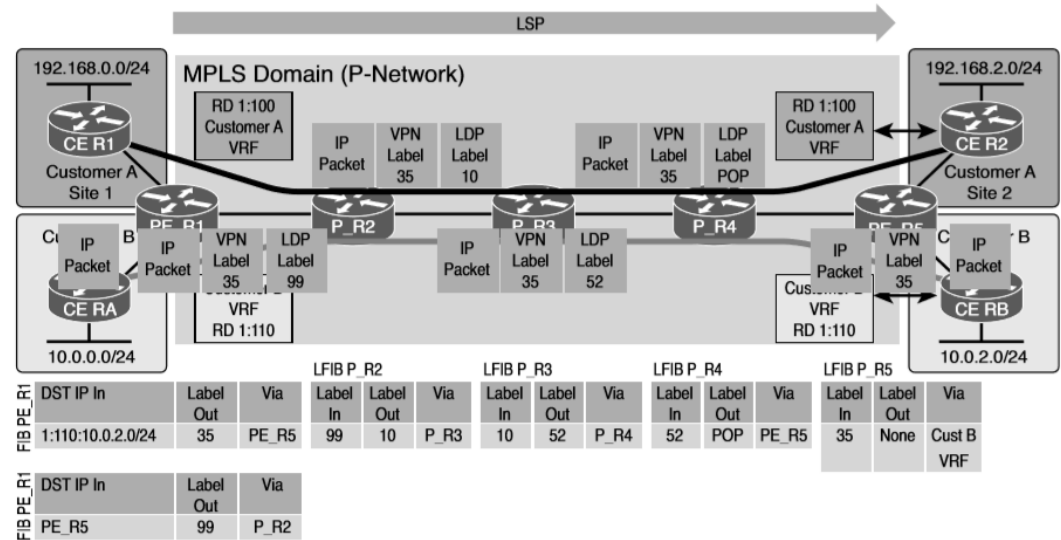 LSP
192.168.0.0/24
CE R1
Customer A
Site 1
MPLS Domain (P-Network)
RD 1:100
Customer A
VRF
IP
Packet
VPN
Label
35
LDP
Label
10
IP
Packet
VPN
Label
35
LDP
Label
POP
RD 1:100
Customer A
VRF
192.168.2.0/24
CE R2
Customer A
Site 2
PE_R1
P_R2
P_R3
P_R4
PE_R5
Cu
B
IP
Packet
IP
Packet
VPN
Label
35
LDP
Label
99
IP
Packet
VPN
Label
35
LDP
Label
52
IP
Packet
VPN
Label
35
C
B
IP
Packet
CE RA
10.0.0.0/24
VRF
RD 1:110
VRF
RD 1:110
CE RB
10.0.2.0/24
FIB PE_R1
DST IP In Label Out Via
1:110:10.0.2.0/24 35 PE_R5
LFIB P_R2
Label In Label Out Via
99 10 P_R3
LFIB P_R3
Label In Label Out Via
10 52 P_R4
LFIB P_R4
Label In Label Out Via
52 POP PE_R5
LFIB P_R5
Label In Label Out Via
35 None Cust B
VRF
FIB PE_R1
DST IP In Label Out Via
PE_R5 99 P_R2